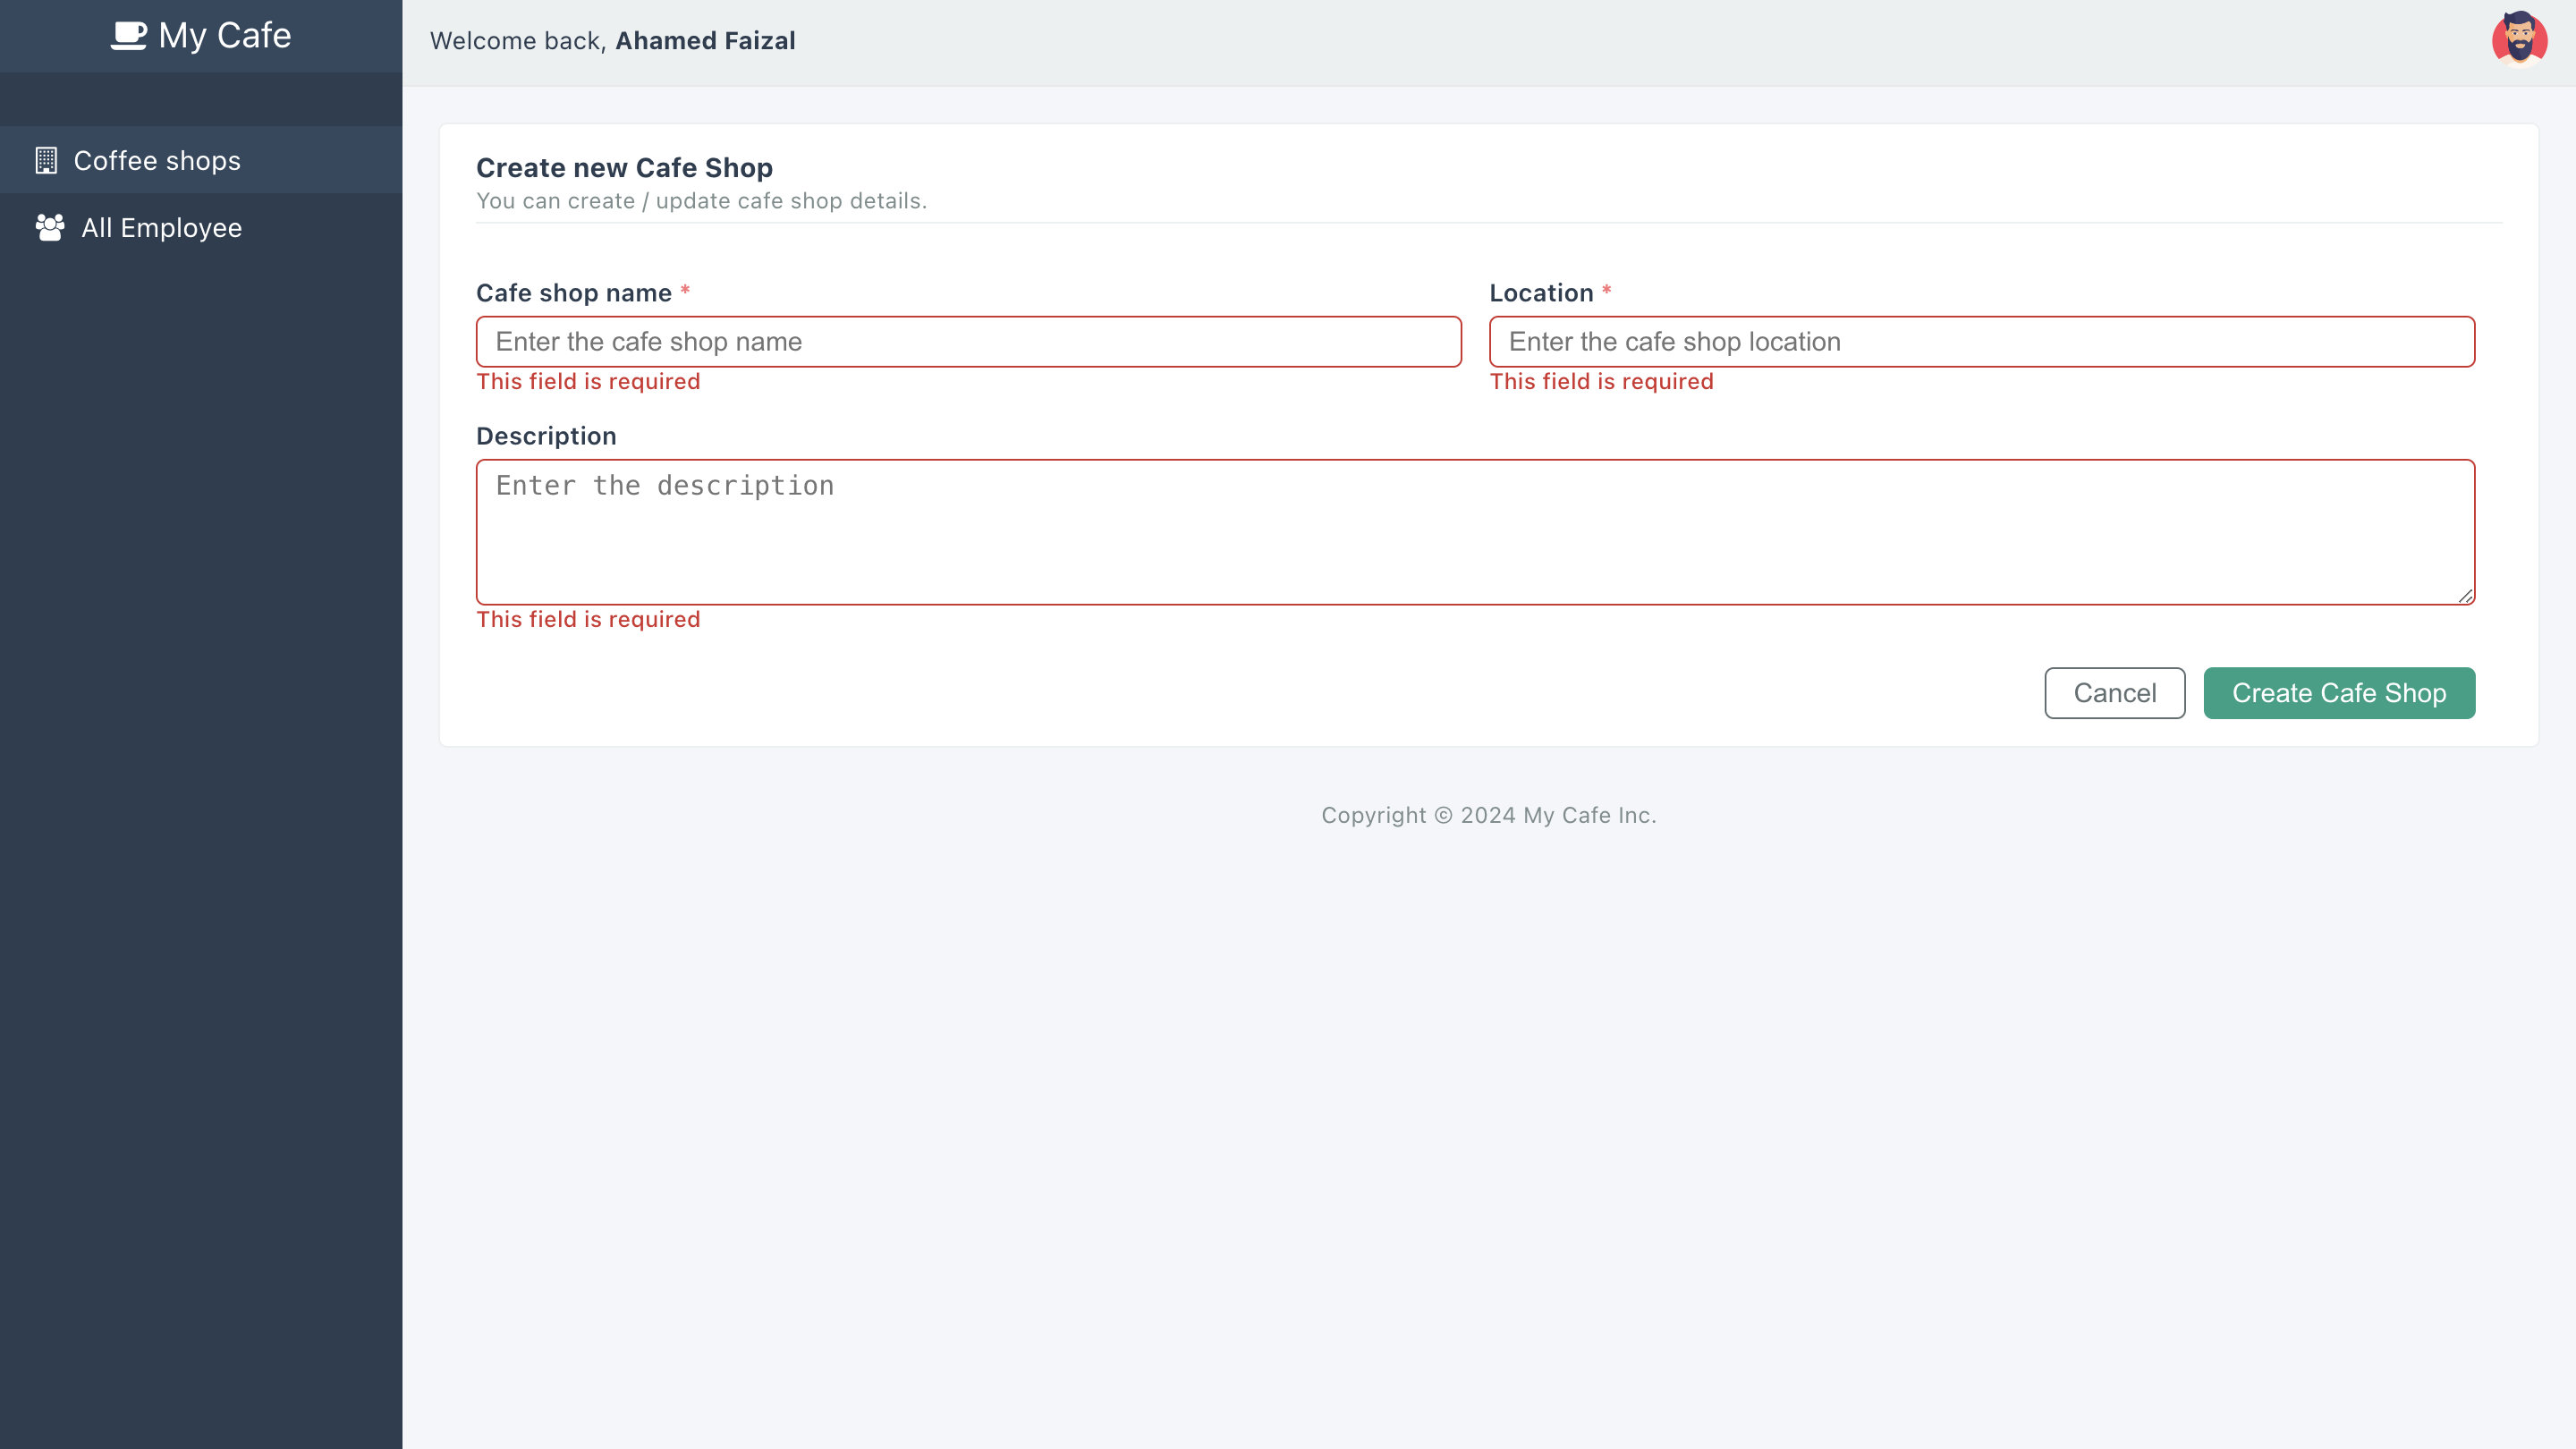 My Cafe
Welcome back, Ahamed Faizal
Coffee shops
All Employee
Create new Cafe Shop
You can create / update cafe shop details.
Cafe shop name *
Location *
Enter the cafe shop name
Enter the cafe shop location
This field is required
This field is required
Description
Enter the description
This field is required
Cancel
Create Cafe Shop
Copyright © 2024 My Cafe Inc.